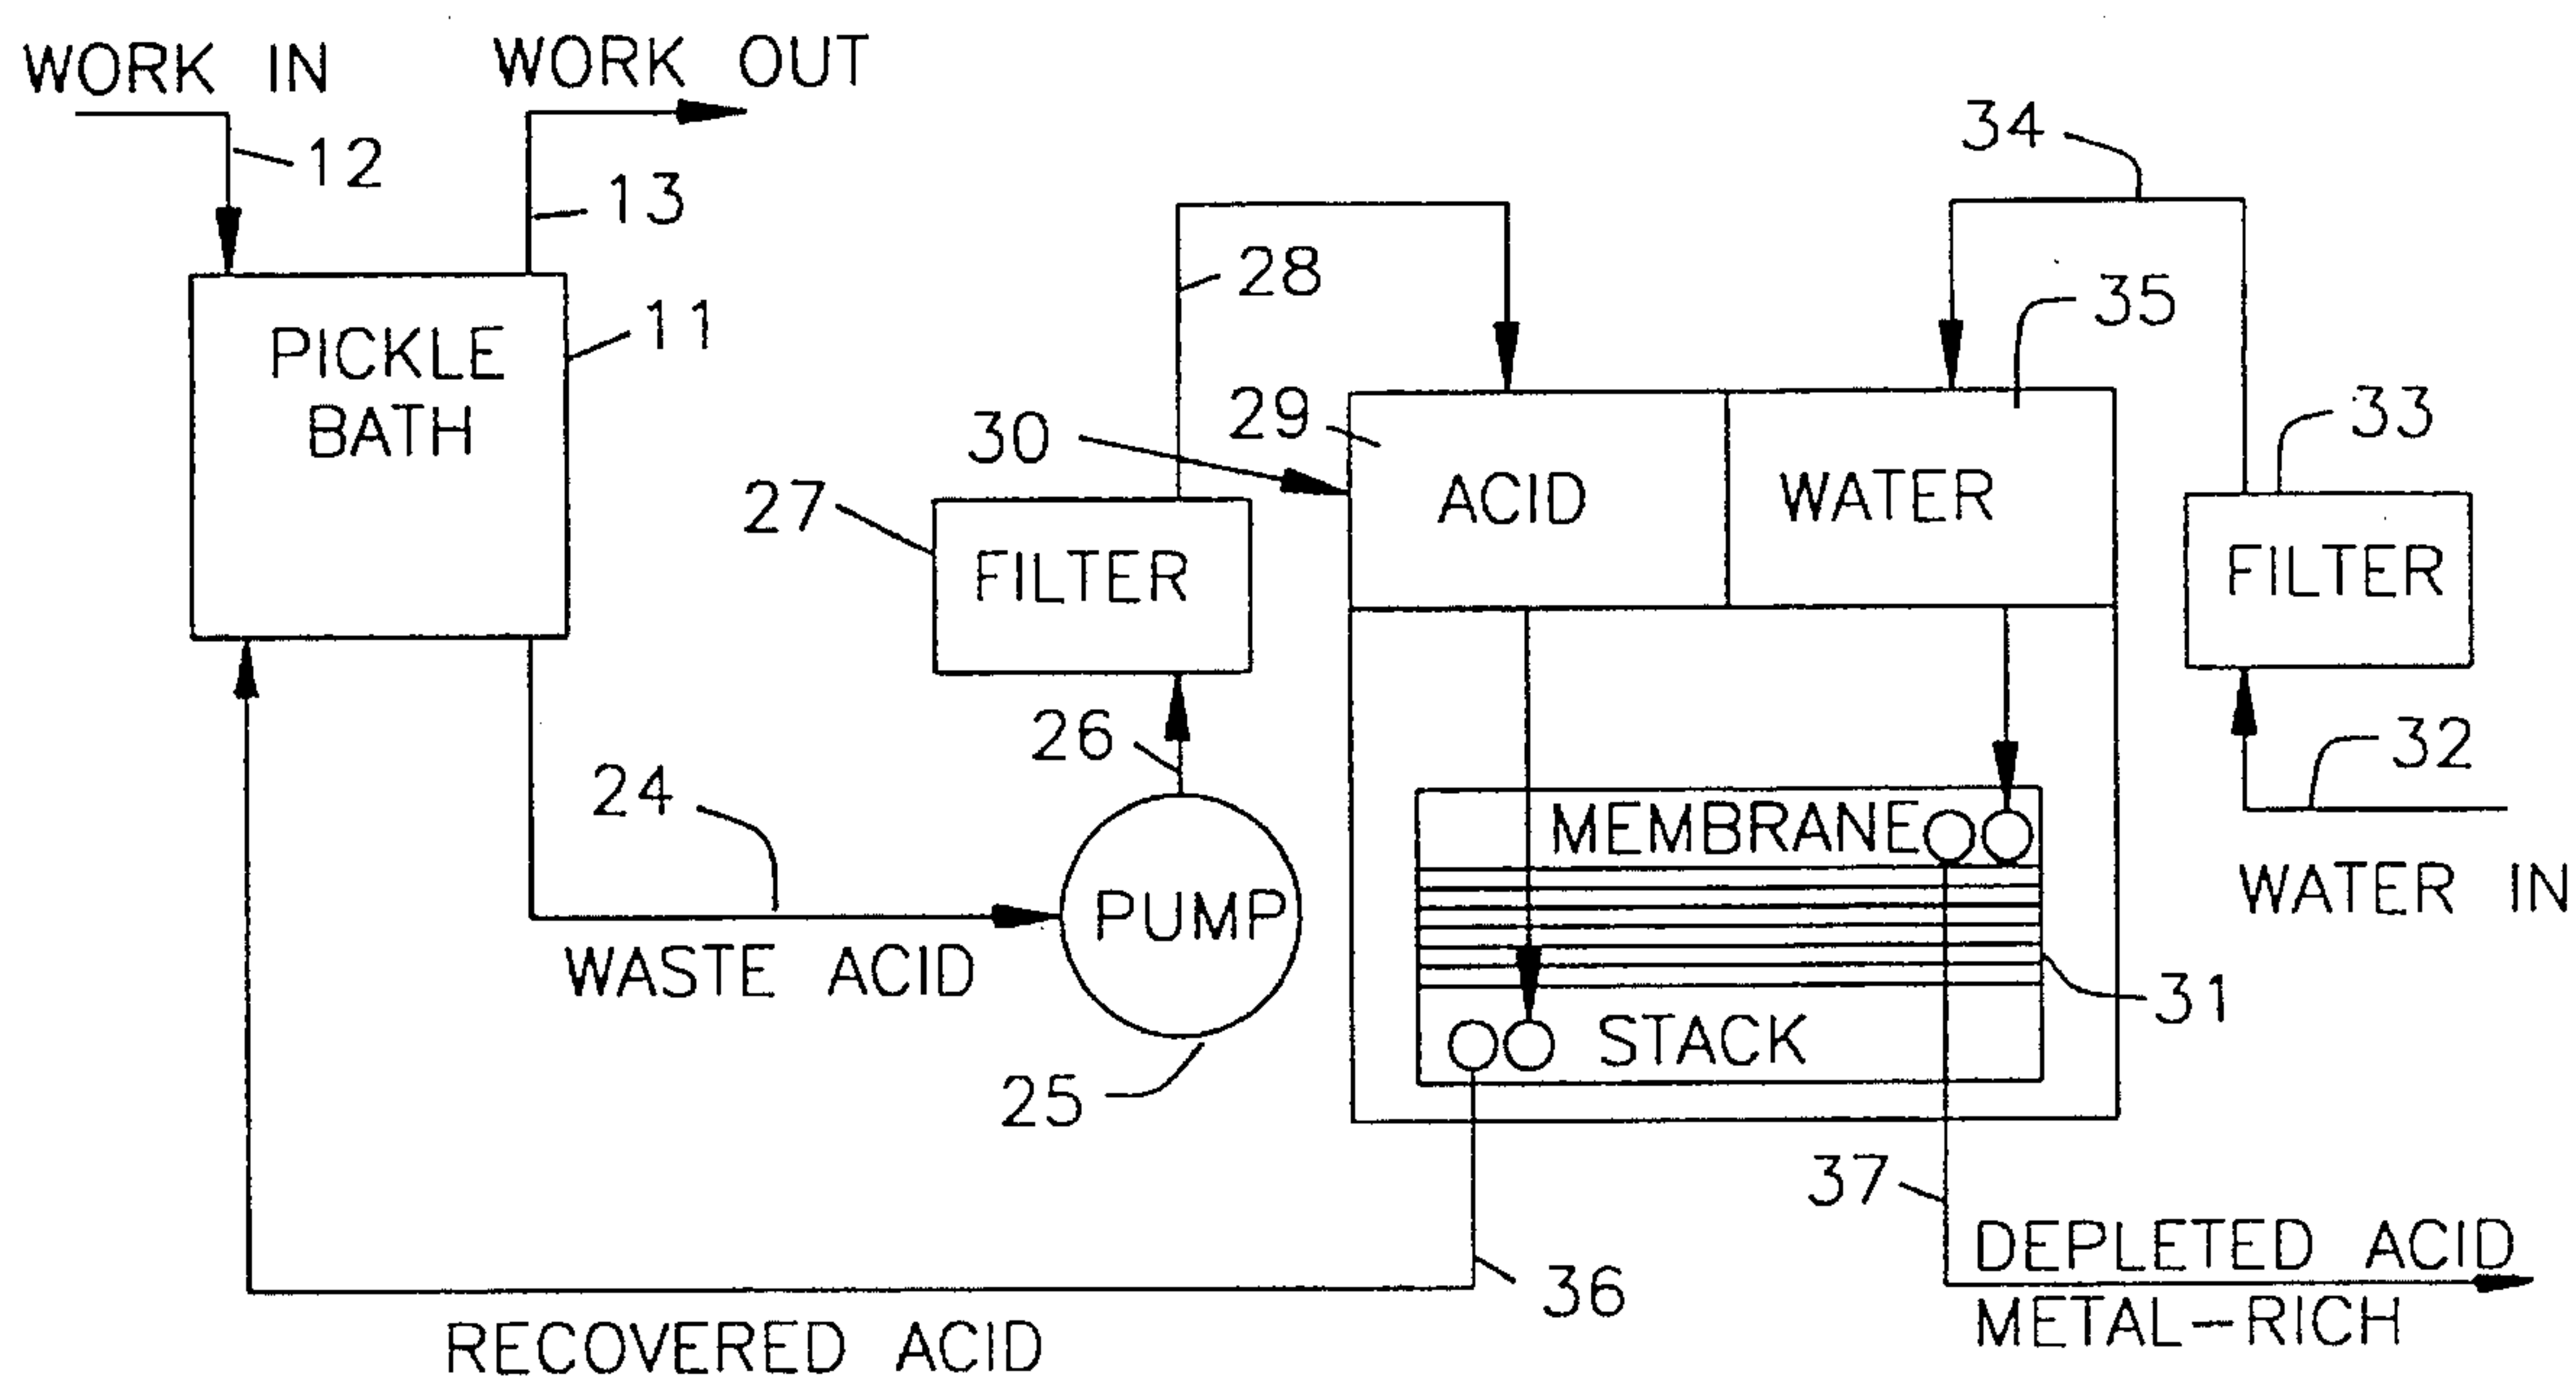 WORK IN
WORK OUT
12
13
34
28
35
11
PICKLE
BATH
29
30
33
27
ACID
WATER
FILTER
FILTER
26
32
24
MEMBRANE
WATER IN
PUMP
WASTE ACID
31
STACK
25
37
DEPLETED ACID
36
METAL-RICH
RECOVERED ACID